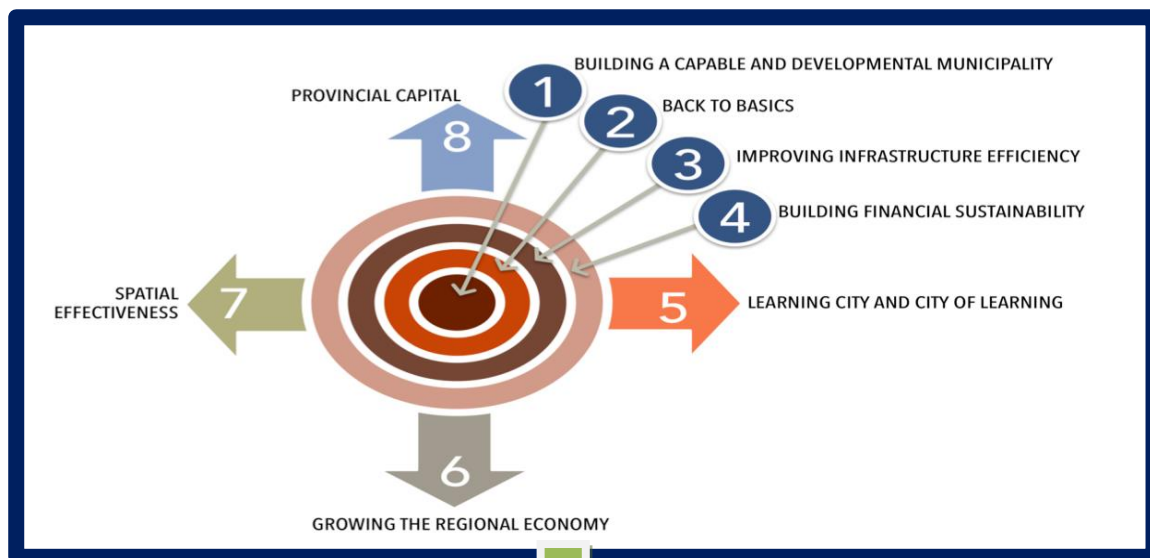 1
BUILDING A CAPABLE AND DEVELOPMENTAL MUNICIPALITY
PROVINCIAL CAPITAL
8
2
BACK TO BASICS
3
IMPROVING INFRASTRUCTURE EFFICIENCY
4
BUILDING FINANCIAL SUSTAINABILITY
SPATIAL
EFFECTIVENESS
7
5
LEARNING CITY AND CITY OF LEARNING
6
GROWING THE REGIONAL ECONOMY